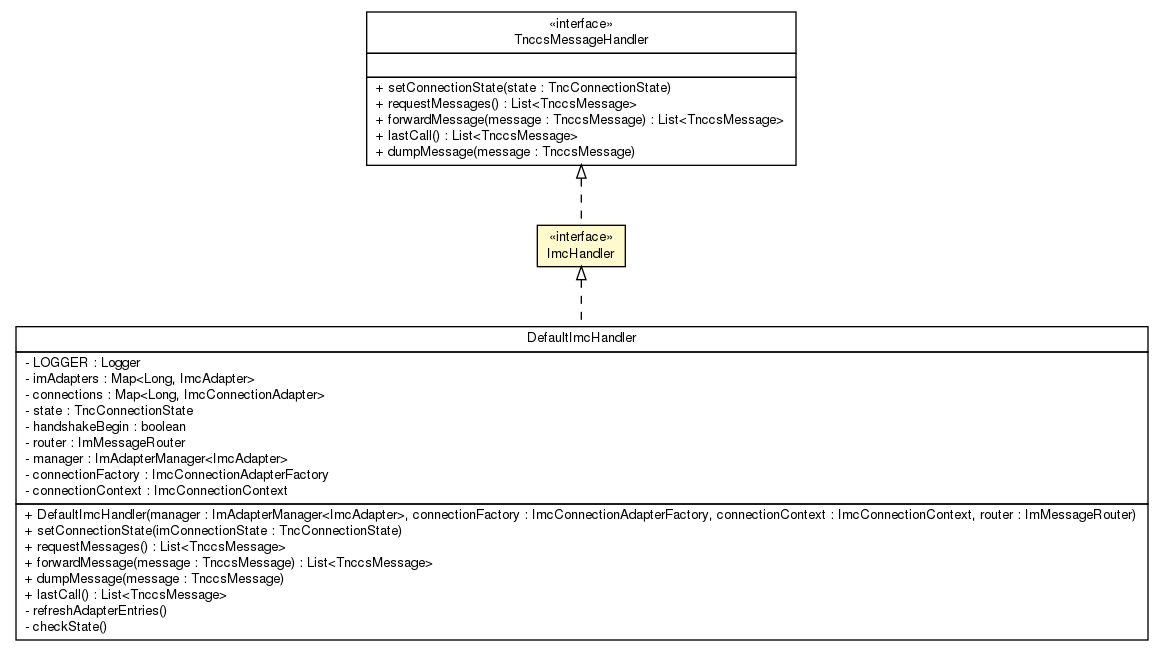 «interface»
TnccsMessageHandler
+ setConnectionState(state : TncConnectionState)
+ requestMessages() : List<TnccsMessage>
+ forwardMessage(message : TnccsMessage) : List<TnccsMessage>
+ lastCall() : List<TnccsMessage>
+ dumpMessage(message : TnccsMessage)
«interface»
ImcHandler
DefaultImcHandler
- LOGGER : Logger
- imAdapters : Map<Long, ImcAdapter>
- connections : Map<Long, ImcConnectionAdapter>
- state : TncConnectionState
- handshakeBegin : boolean
- router : ImMessageRouter
- manager : ImAdapterManager<ImcAdapter>
- connectionFactory : ImcConnectionAdapterFactory
- connectionContext : ImcConnectionContext
+ DefaultImcHandler(manager : ImAdapterManager<ImcAdapter>, connectionFactory : ImcConnectionAdapterFactory, connectionContext : ImcConnectionContext, router : ImMessageRouter)
+ setConnectionState(imConnectionState : TncConnectionState)
+ requestMessages() : List<TnccsMessage>
+ forwardMessage(message : TnccsMessage) : List<TnccsMessage>
+ dumpMessage(message : TnccsMessage)
+ lastCall() : List<TnccsMessage>
- refreshAdapterEntries()
- checkState()